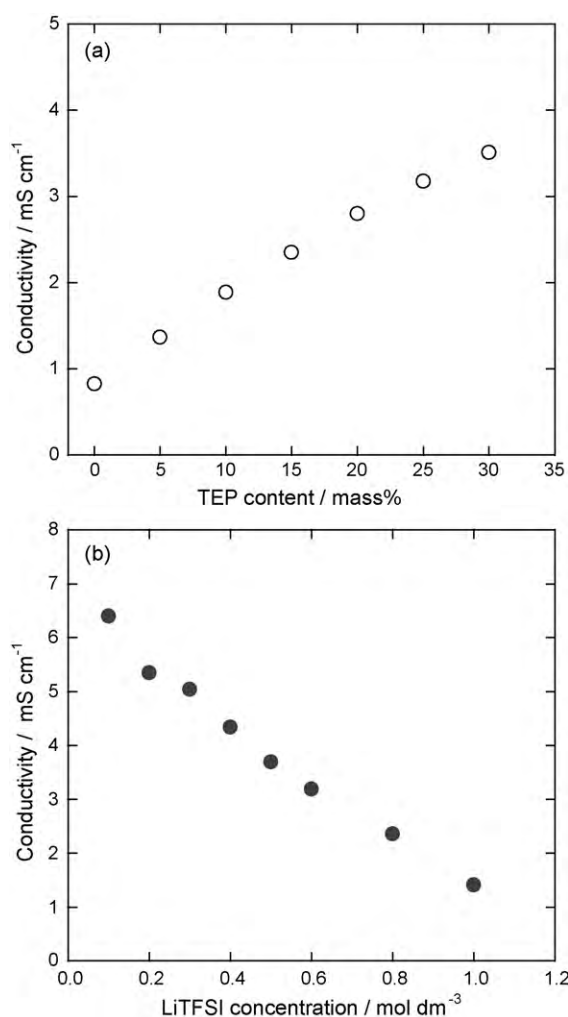 (a)
Conductivity / mS cm⁻¹
5
4
3
2
1
0
0 5 10 15 20 25 30 35
TEP content / mass%
(b)
Conductivity / mS cm⁻¹
8
7
6
5
4
3
2
1
0
0.0 0.2 0.4 0.6 0.8 1.0 1.2
LiTFSI concentration / mol dm⁻³